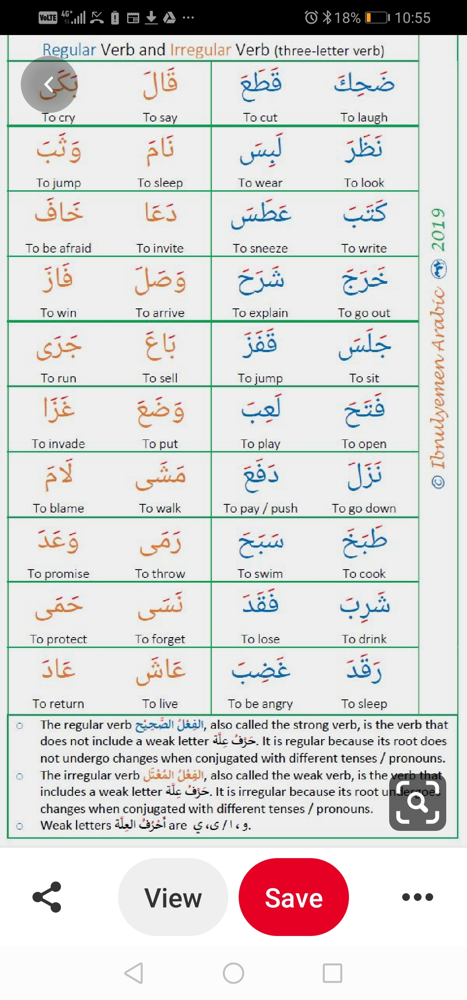 VoLTE 4G+ 18% 10:55
Regular Verb and Irregular Verb (three-letter verb)
بَكَى قَالَ قَطَعَ ضَحِكَ
To cry To say To cut To laugh
وَثَبَ نَامَ لَبِسَ نَظَرَ
To jump To sleep To wear To look
خَافَ دَعَا عَطَسَ كَتَبَ
To be afraid To invite To sneeze To write
فَازَ وَصَلَ شَرَحَ خَرَجَ
To win To arrive To explain To go out
جَرَى بَاعَ قَفَزَ جَلَسَ
To run To sell To jump To sit
غَزَا وَضَعَ لَعِبَ فَتَحَ
To invade To put To play To open
لَامَ مَشَى دَفَعَ نَزَلَ
To blame To walk To pay / push To go down
وَعَدَ رَمَى سَبَحَ طَبَخَ
To promise To throw To swim To cook
حَمَى نَسَى فَقَدَ شَرِبَ
To protect To forget To lose To drink
عَادَ عَاشَ غَضِبَ رَقَدَ
To return To live To be angry To sleep
© Ibnulyemen Arabic 2019
The regular verb الفِعْلُ الصَّحِيْح, also called the strong verb, is the verb that
does not include a weak letter حَرْفُ عِلَّة. It is regular because its root does
not undergo changes when conjugated with different tenses / pronouns.
The irregular verb الفِعْلُ المُعْتَل, also called the weak verb, is the verb that
includes a weak letter حَرْفُ عِلَّة. It is irregular because its root undergoes
changes when conjugated with different tenses / pronouns.
Weak letters أَحْرُفُ العِلَّة are و ، ا / ى، ي.
View Save